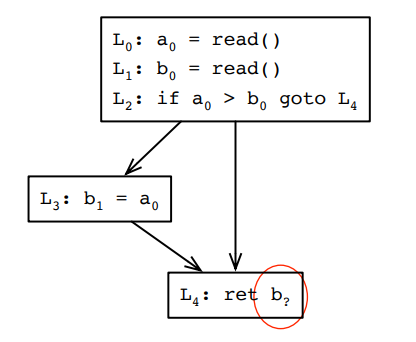 L₀: a₀ = read()
L₁: b₀ = read()
L₂: if a₀ > b₀ goto L₄
L₃: b₁ = a₀
L₄: ret b?